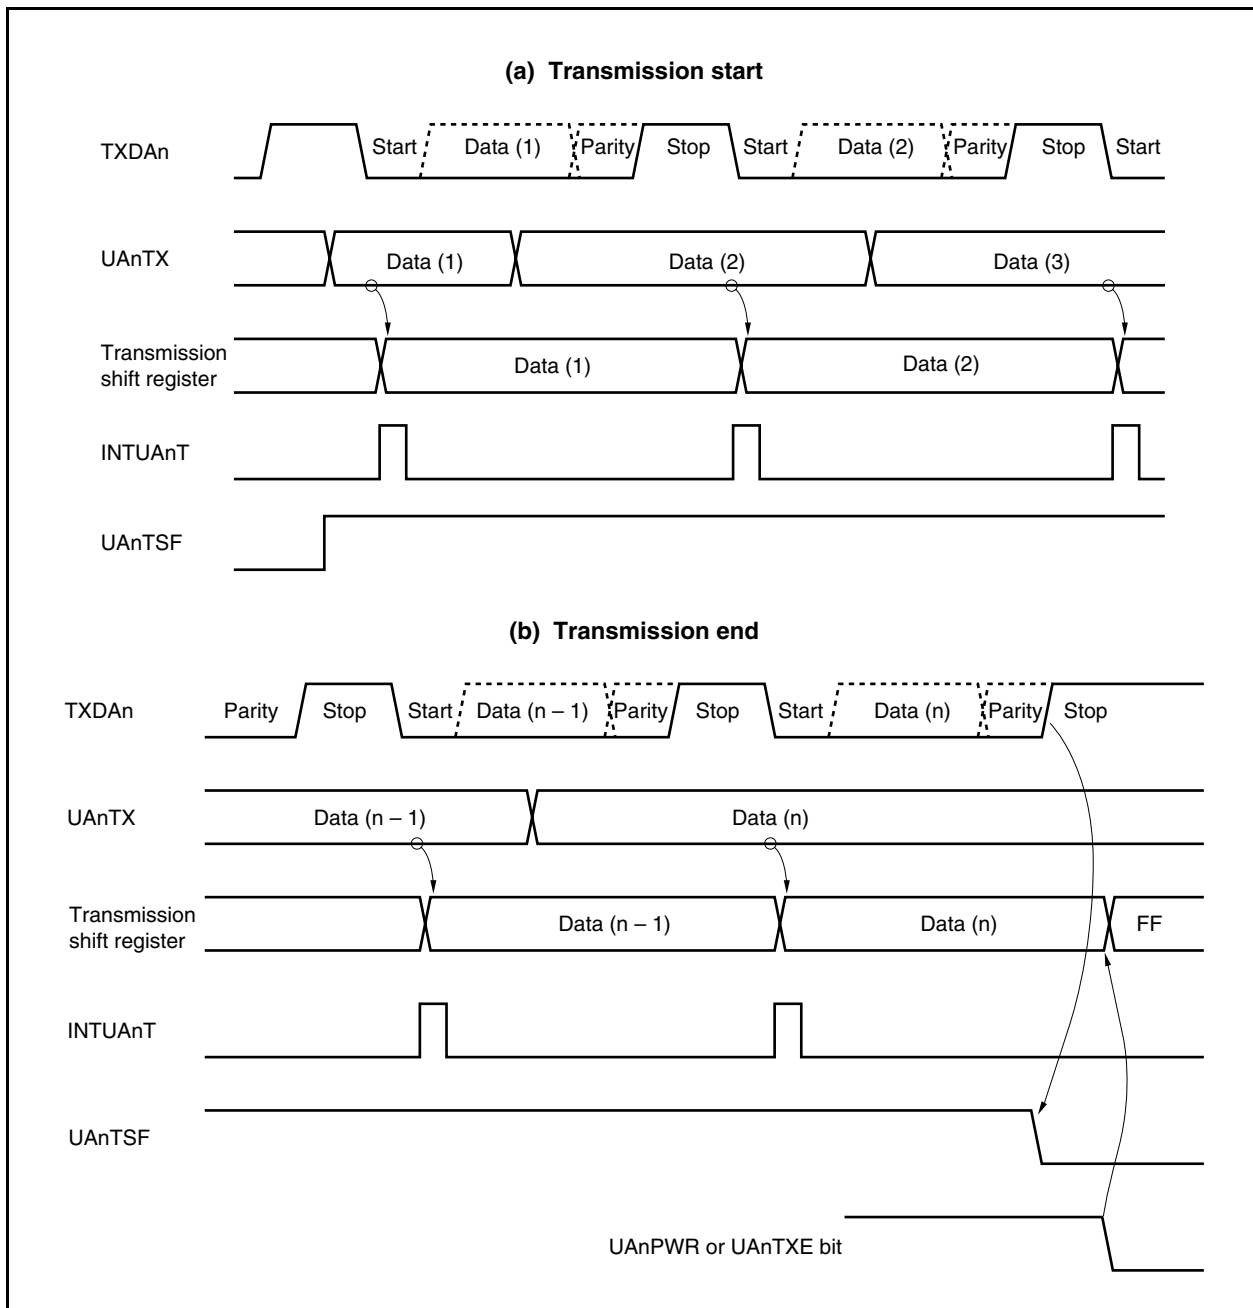 (a) Transmission start
TXDAn
Start Data (1) Parity Stop Start Data (2) Parity Stop Start
UAnTX
Data (1) Data (2) Data (3)
Transmission
shift register
Data (1) Data (2)
INTUAnT
UAnTSF
(b) Transmission end
TXDAn
Parity Stop Start Data (n – 1) Parity Stop Start Data (n) Parity Stop
UAnTX
Data (n – 1) Data (n)
Transmission
shift register
Data (n – 1) Data (n) FF
INTUAnT
UAnTSF
UAnPWR or UAnTXE bit